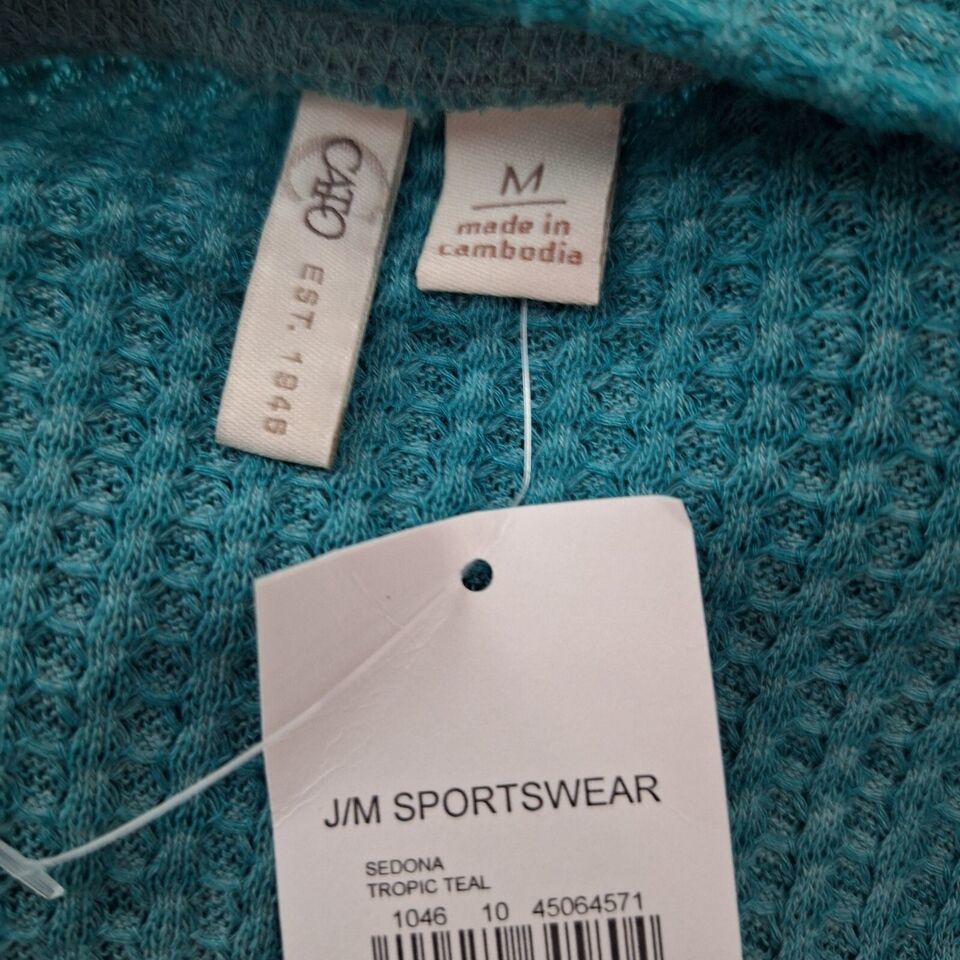 CATO
EST. 1946
M
made in
cambodia
J/M SPORTSWEAR
SEDONA
TROPIC TEAL
1046 10 45064571